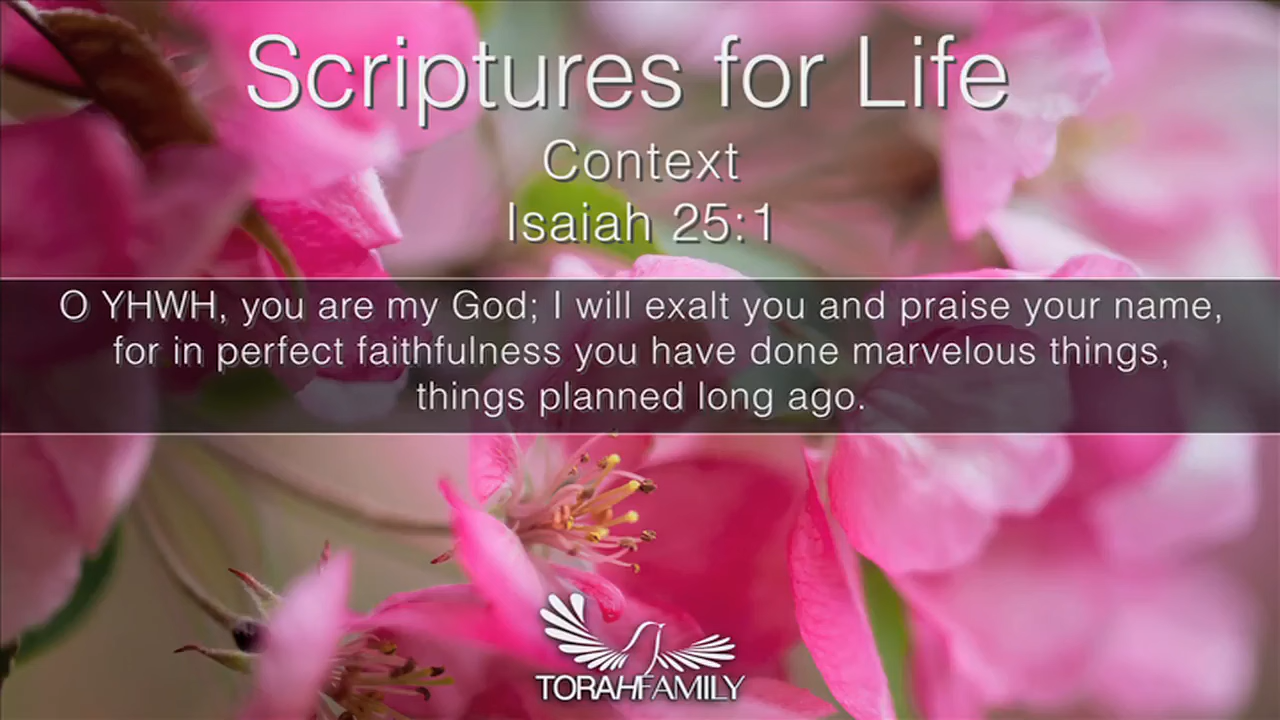 Scriptures for Life
Context
Isaiah 25:1
O YHWH, you are my God; I will exalt you and praise your name,
for in perfect faithfulness you have done marvelous things,
things planned long ago.
TORAHFAMILY